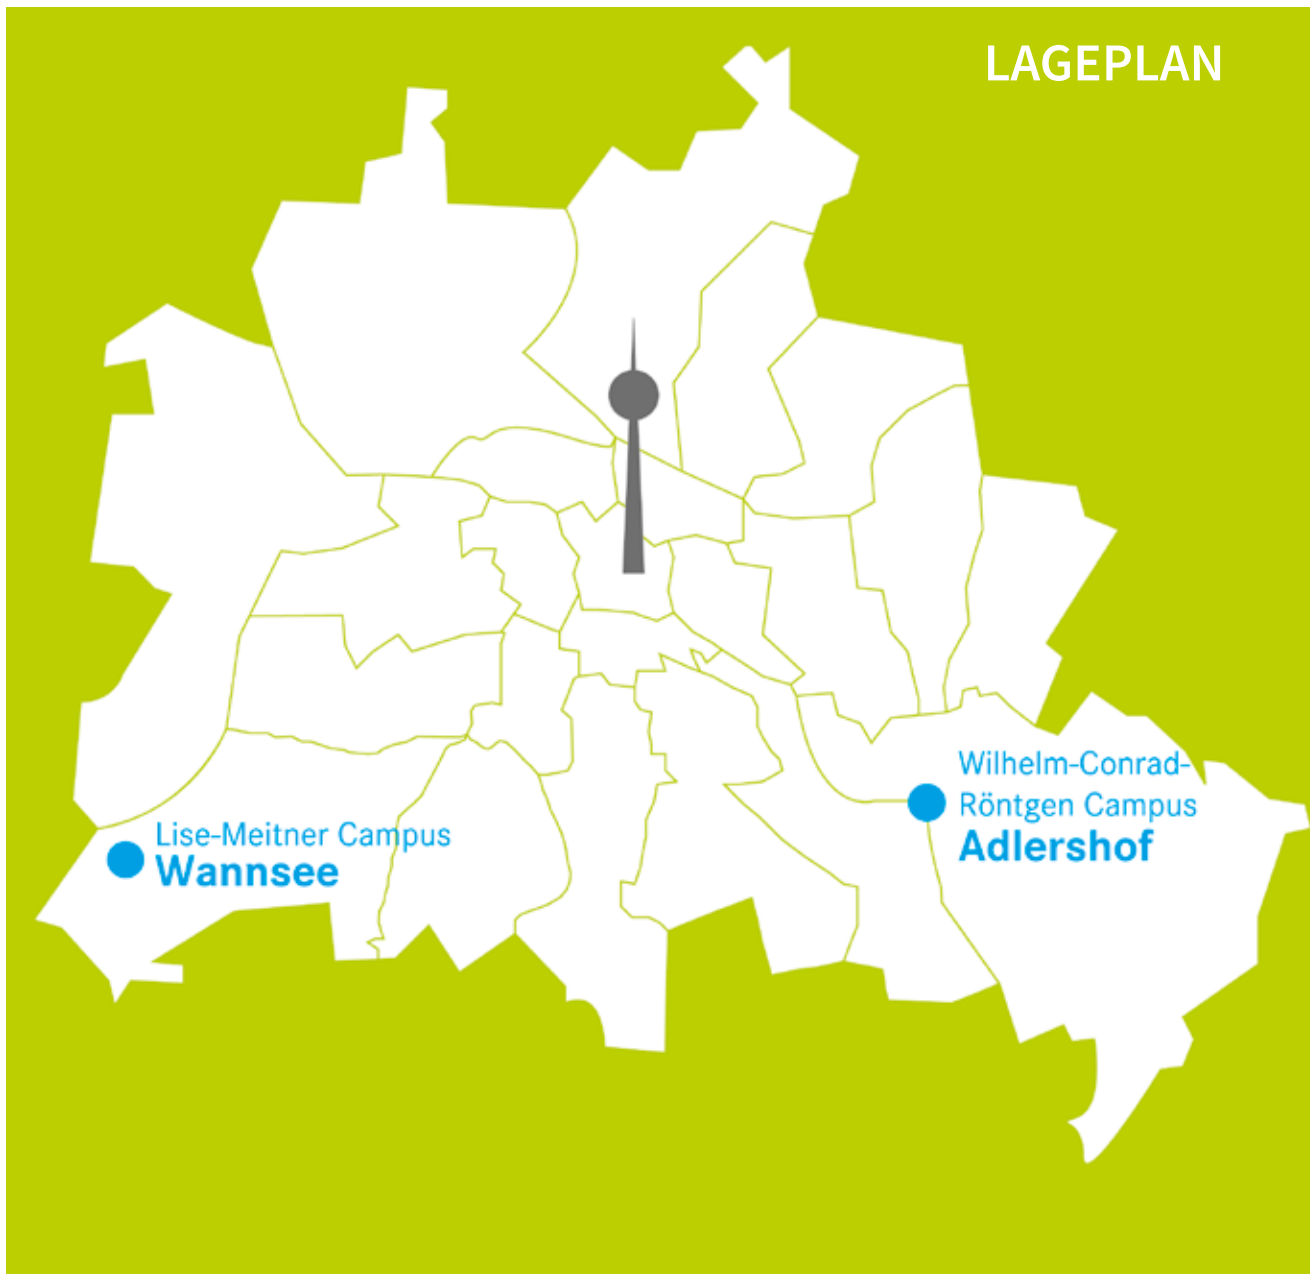 LAGEPLAN
Wilhelm-Conrad-
Röntgen Campus
Adlershof
Lise-Meitner Campus
Wannsee